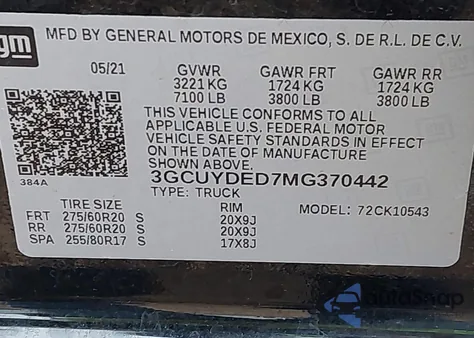 gm
MFD BY GENERAL MOTORS DE MEXICO, S. DE R.L. DE C.V.
05/21 GVWR GAWR FRT GAWR RR
3221 KG 1724 KG 1724 KG
7100 LB 3800 LB 3800 LB
THIS VEHICLE CONFORMS TO ALL
APPLICABLE U.S. FEDERAL MOTOR
VEHICLE SAFETY STANDARDS IN EFFECT
ON THE DATE OF MANUFACTURE
SHOWN ABOVE.
384A
3GCUYDED7MG370442
TYPE: TRUCK
TIRE SIZE RIM MODEL: 72CK10543
FRT 275/60R20 S 20X9J
RR 275/60R20 S 20X9J
SPA 255/80R17 S 17X8J
autoSnap